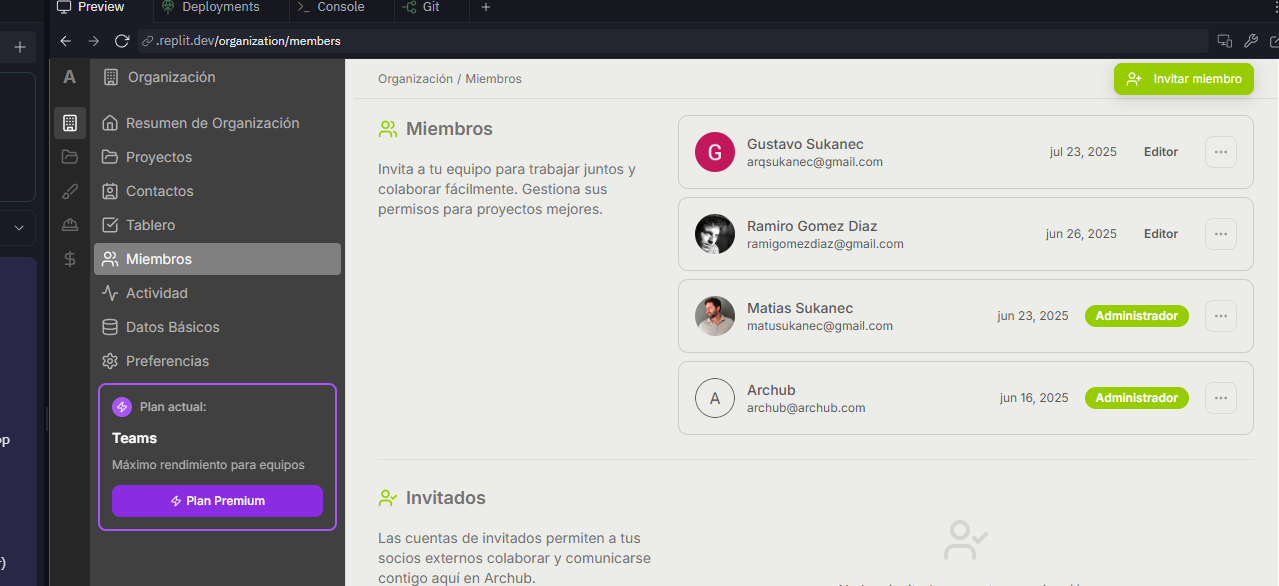 Preview
Deployments
Console
Git
.replit.dev/organization/members
A
Organización
Resumen de Organización
Proyectos
Contactos
Tablero
Miembros
Actividad
Datos Básicos
Preferencias
Plan actual:
Teams
Máximo rendimiento para equipos
Plan Premium
Organización / Miembros
Invitar miembro
Miembros
Invita a tu equipo para trabajar juntos y
colaborar fácilmente. Gestiona sus
permisos para proyectos mejores.
G
Gustavo Sukanec
arqsukanec@gmail.com
jul 23, 2025
Editor
Ramiro Gomez Diaz
ramigomezdiaz@gmail.com
jun 26, 2025
Editor
Matias Sukanec
matusukanec@gmail.com
jun 23, 2025
Administrador
A
Archub
archub@archub.com
jun 16, 2025
Administrador
Invitados
Las cuentas de invitados permiten a tus
socios externos colaborar y comunicarse
contigo aquí en Archub.